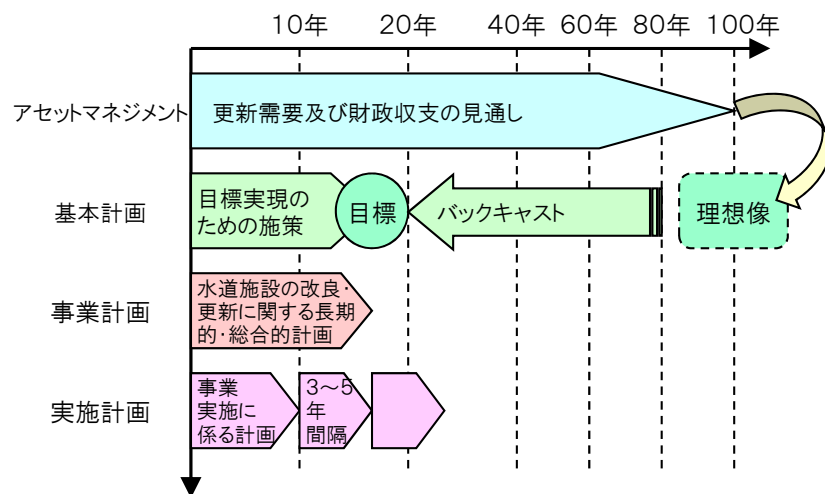 10年 20年 40年 60年 80年 100年
アセットマネジメント
更新需要及び財政収支の見通し
基本計画
目標実現の
ための施策
目標
バックキャスト
理想像
事業計画
水道施設の改良･
更新に関する長期
的･総合的計画
実施計画
事業
実施に
係る計画
3～5
年
間隔